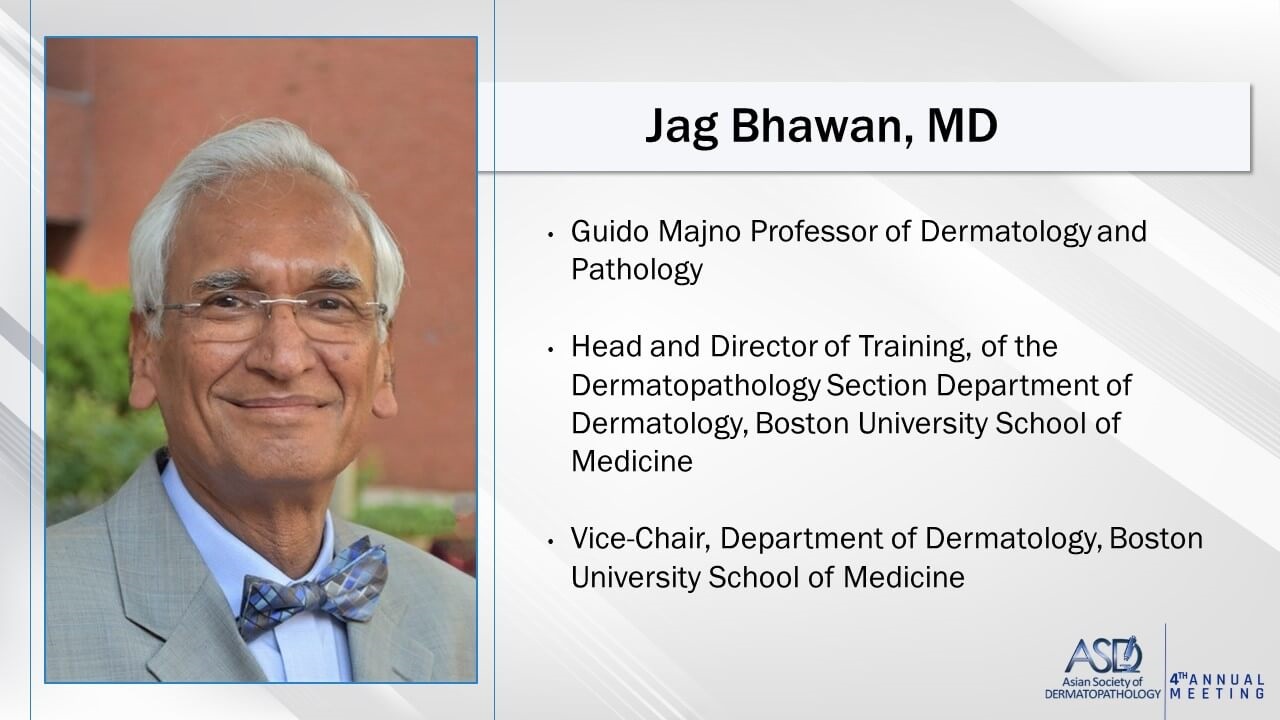 Jag Bhawan, MD
• Guido Majno Professor of Dermatology and
Pathology
• Head and Director of Training, of the
Dermatopathology Section Department of
Dermatology, Boston University School of
Medicine
• Vice-Chair, Department of Dermatology, Boston
University School of Medicine
ASD
Asian Society of
DERMATOPATHOLOGY
4TH ANNUAL
MEETING